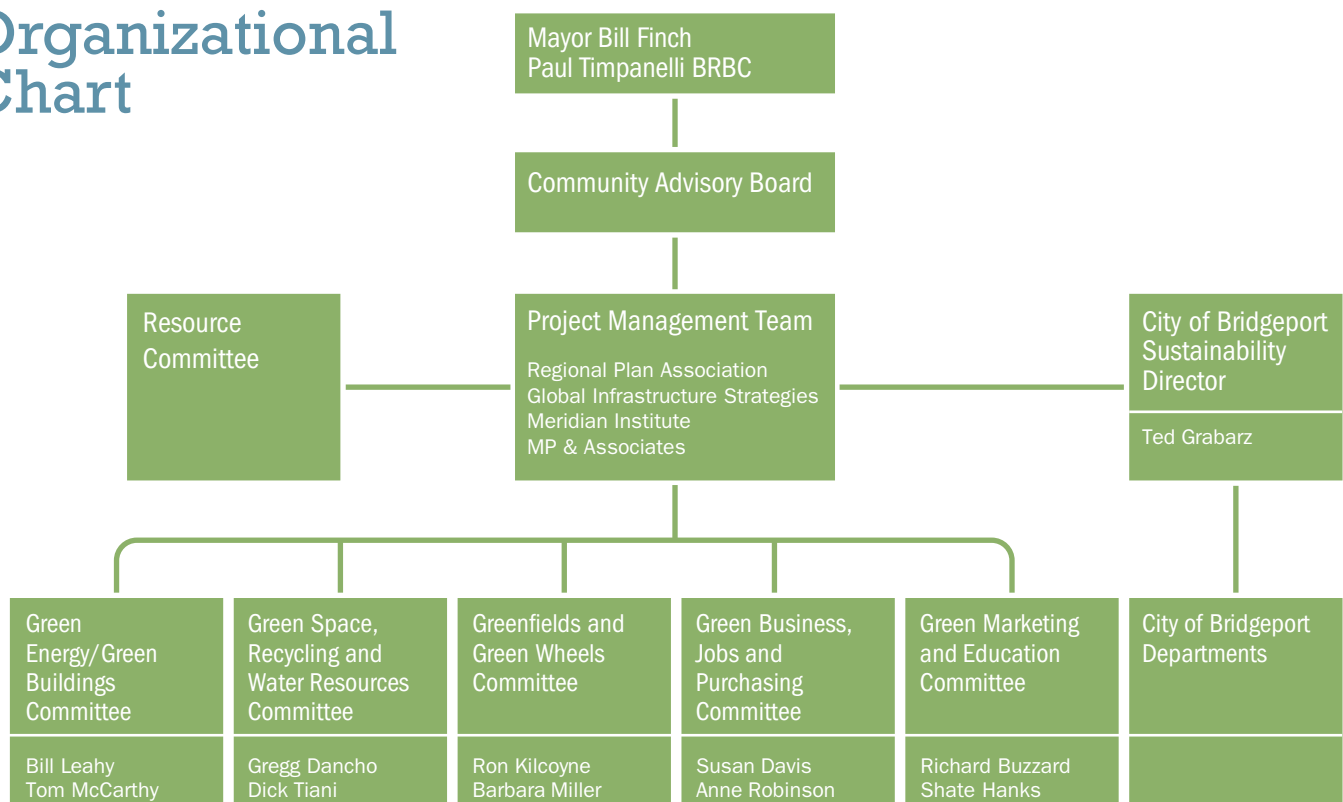 Organizational
Chart
Mayor Bill Finch
Paul Timpanelli BRBC
Community Advisory Board
Resource
Committee
Project Management Team
Regional Plan Association
Global Infrastructure Strategies
Meridian Institute
MP & Associates
City of Bridgeport
Sustainability
Director
Ted Grabarz
Green
Energy/Green
Buildings
Committee
Bill Leahy
Tom McCarthy
Green Space,
Recycling and
Water Resources
Committee
Gregg Dancho
Dick Tiani
Greenfields and
Green Wheels
Committee
Ron Kilcoyne
Barbara Miller
Green Business,
Jobs and
Purchasing
Committee
Susan Davis
Anne Robinson
Green Marketing
and Education
Committee
Richard Buzzard
Shate Hanks
City of Bridgeport
Departments